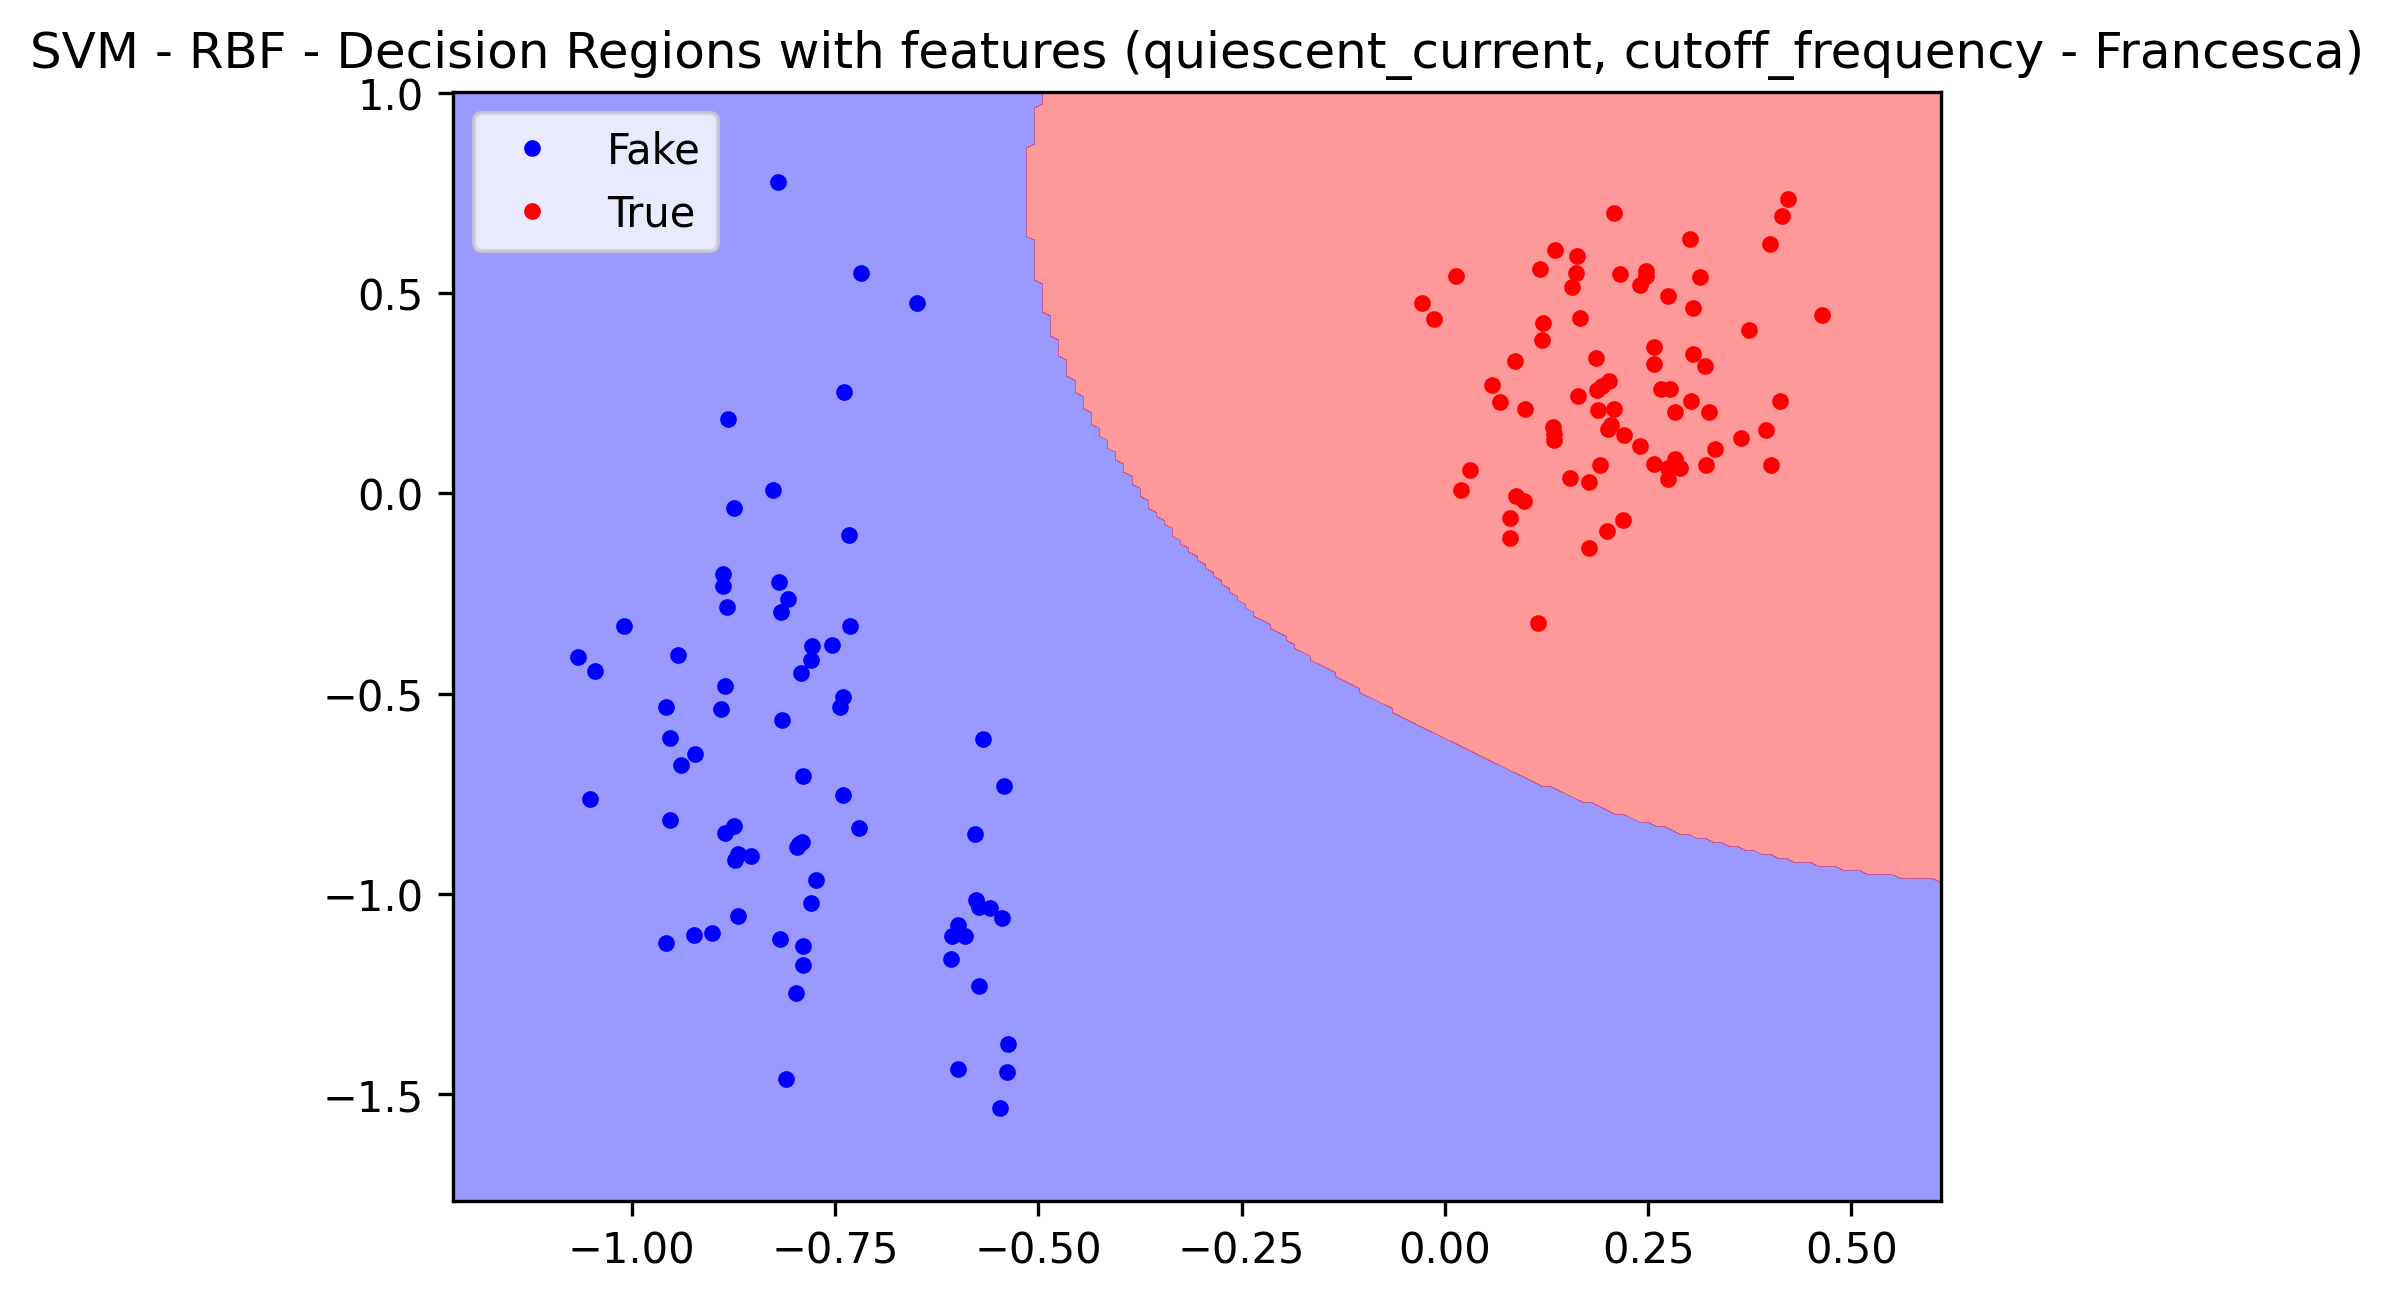 SVM - RBF - Decision Regions with features (quiescent_current, cutoff_frequency - Francesca)
1.0
0.5
0.0
−0.5
−1.0
−1.5
Fake
True
−1.00 −0.75 −0.50 −0.25 0.00 0.25 0.50